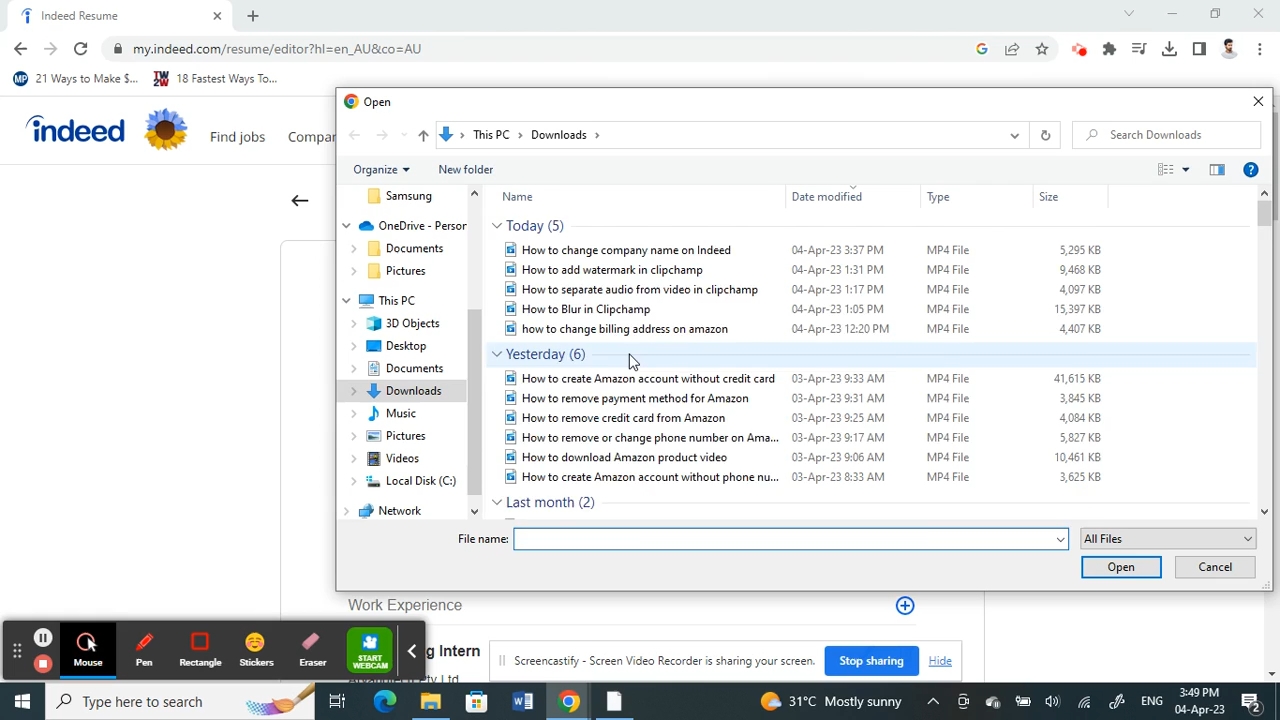 Indeed Resume
my.indeed.com/resume/editor?hl=en_AU&co=AU
MP 21 Ways to Make $... TW2W 18 Fastest Ways To...
indeed Find jobs Compan
Open
This PC > Downloads >
Search Downloads
Organize New folder
Name Date modified Type Size
Samsung
OneDrive - Person
Documents
Pictures
This PC
3D Objects
Desktop
Documents
Downloads
Music
Pictures
Videos
Local Disk (C:)
Network
Today (5)
How to change company name on Indeed 04-Apr-23 3:37 PM MP4 File 5,295 KB
How to add watermark in clipchamp 04-Apr-23 1:31 PM MP4 File 9,468 KB
How to separate audio from video in clipchamp 04-Apr-23 1:17 PM MP4 File 4,097 KB
How to Blur in Clipchamp 04-Apr-23 1:05 PM MP4 File 15,397 KB
how to change billing address on amazon 04-Apr-23 12:20 PM MP4 File 4,407 KB
Yesterday (6)
How to create Amazon account without credit card 03-Apr-23 9:33 AM MP4 File 41,615 KB
How to remove payment method for Amazon 03-Apr-23 9:31 AM MP4 File 3,845 KB
How to remove credit card from Amazon 03-Apr-23 9:25 AM MP4 File 4,084 KB
How to remove or change phone number on Ama... 03-Apr-23 9:17 AM MP4 File 5,827 KB
How to download Amazon product video 03-Apr-23 9:06 AM MP4 File 10,461 KB
How to create Amazon account without phone nu... 03-Apr-23 8:33 AM MP4 File 3,625 KB
Last month (2)
File name: All Files
Open Cancel
Work Experience
g Intern
Mouse Pen Rectangle Stickers Eraser START WEBCAM
Screencastify - Screen Video Recorder is sharing your screen. Stop sharing Hide
Type here to search
31°C Mostly sunny
ENG
3:49 PM
04-Apr-23
2